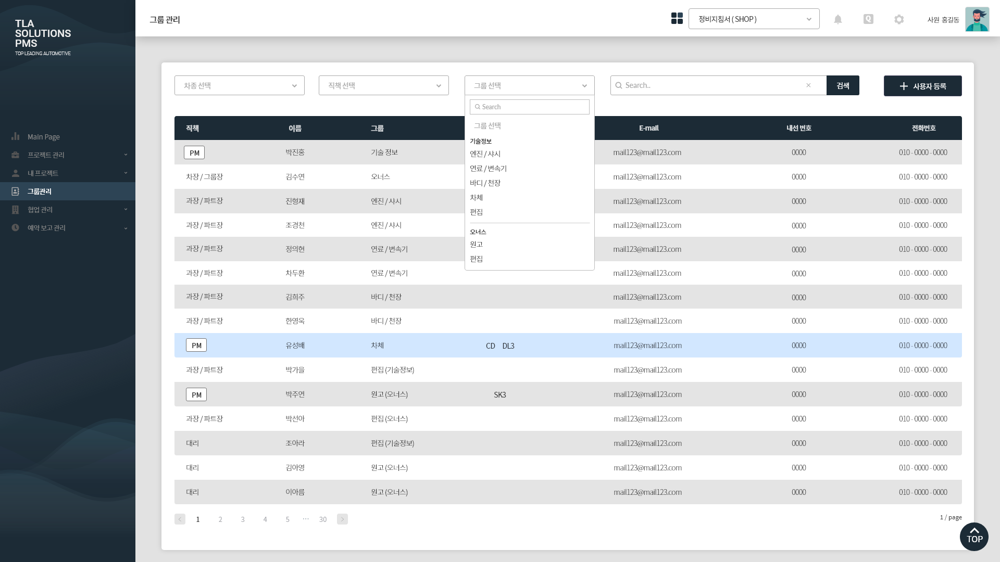 TLA
SOLUTIONS
PMS
TOP LEADING AUTOMOTIVE
Main Page
프로젝트 관리
내 프로젝트
그룹관리
협업 관리
예약 보고 관리
그룹 관리
정비지침서 ( SHOP )
Q
사원 홍길동
차종 선택
직책 선택
그룹 선택
Search..
검색
사용자 등록
Search
그룹 선택
기술정보
엔진 / 샤시
연료 / 변속기
바디 / 천장
차체
편집
오너스
원고
편집
직책 이름 그룹 E-mail 내선 번호 전화번호
PM 박진홍 기술 정보 mail123@mail123.com 0000 010 - 0000 - 0000
차장 / 그룹장 김수연 오너스 mail123@mail123.com 0000 010 - 0000 - 0000
과장 / 파트장 진형재 엔진 / 샤시 mail123@mail123.com 0000 010 - 0000 - 0000
과장 / 파트장 조경천 엔진 / 샤시 mail123@mail123.com 0000 010 - 0000 - 0000
과장 / 파트장 정의현 연료 / 변속기 mail123@mail123.com 0000 010 - 0000 - 0000
과장 / 파트장 차두환 연료 / 변속기 mail123@mail123.com 0000 010 - 0000 - 0000
과장 / 파트장 김희주 바디 / 천장 mail123@mail123.com 0000 010 - 0000 - 0000
과장 / 파트장 한영욱 바디 / 천장 mail123@mail123.com 0000 010 - 0000 - 0000
PM 유성배 차체 CD DL3 mail123@mail123.com 0000 010 - 0000 - 0000
과장 / 파트장 박가을 편집 (기술정보) mail123@mail123.com 0000 010 - 0000 - 0000
PM 박주연 원고 (오너스) SK3 mail123@mail123.com 0000 010 - 0000 - 0000
과장 / 파트장 박선아 편집 (오너스) mail123@mail123.com 0000 010 - 0000 - 0000
대리 조아라 편집 (기술정보) mail123@mail123.com 0000 010 - 0000 - 0000
대리 김아영 원고 (오너스) mail123@mail123.com 0000 010 - 0000 - 0000
대리 이아름 원고 (오너스) mail123@mail123.com 0000 010 - 0000 - 0000
1 2 3 4 5 ··· 30
1 / page
TOP